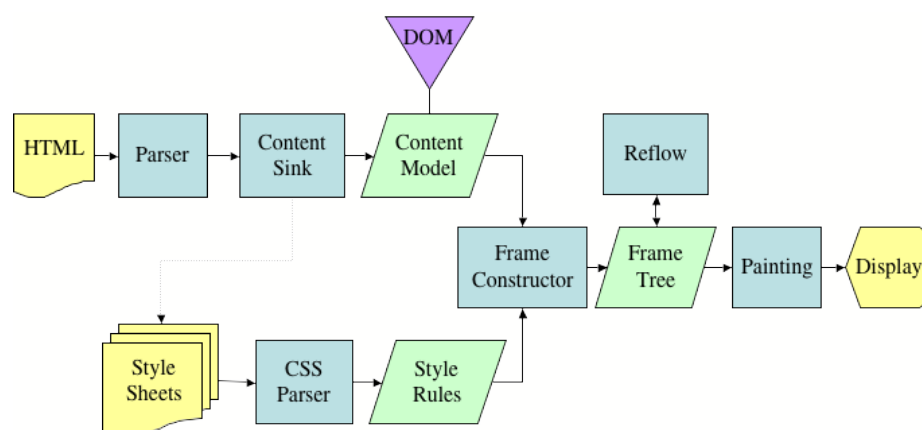 DOM
HTML
Parser
Content
Sink
Content
Model
Reflow
Frame
Constructor
Frame
Tree
Painting
Display
Style
Sheets
CSS
Parser
Style
Rules